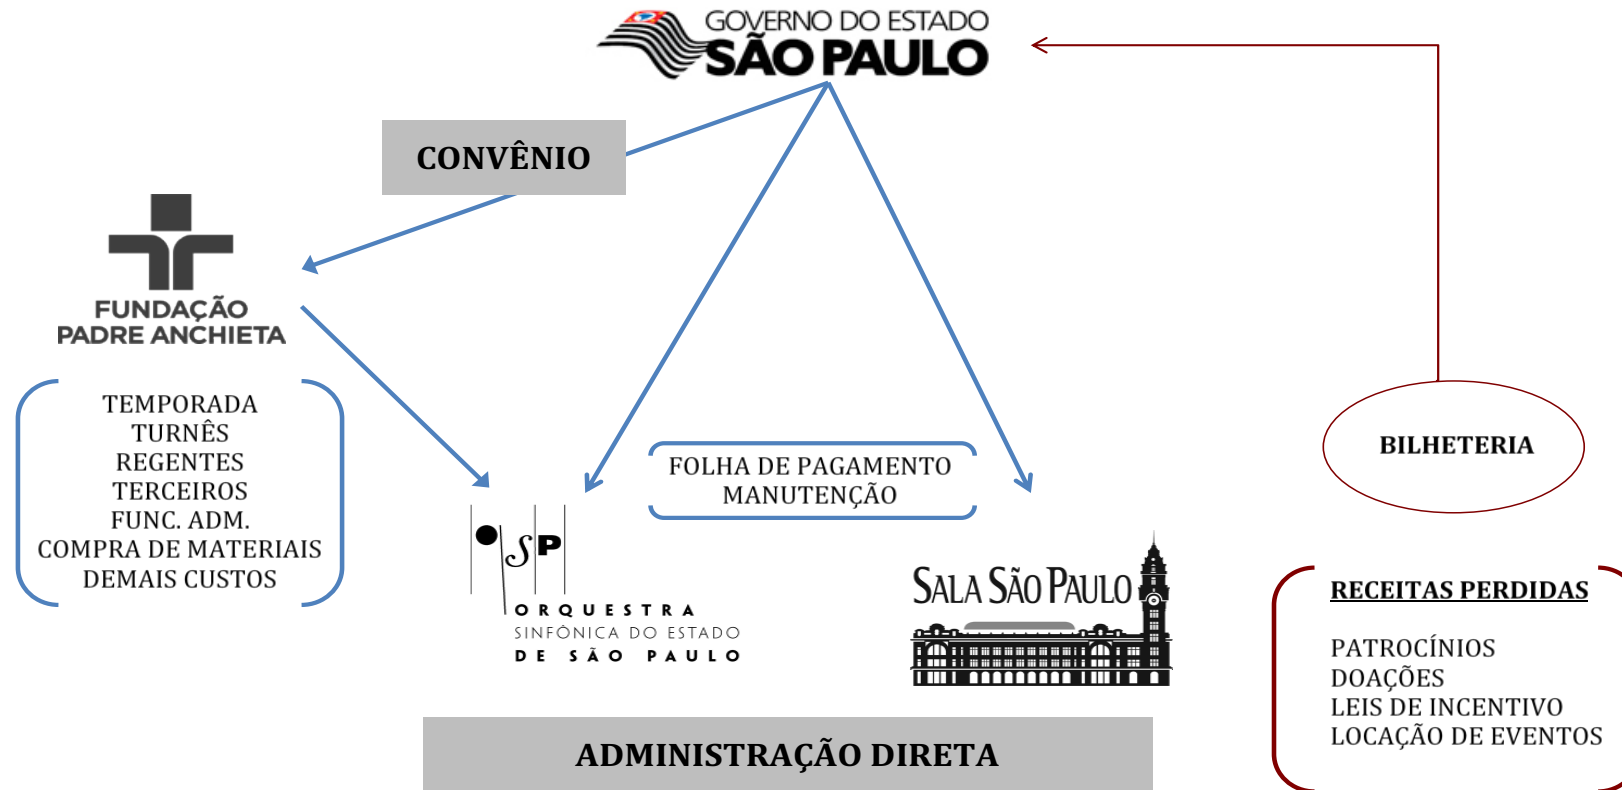 GOVERNO DO ESTADO
SÃO PAULO
CONVÊNIO
FUNDAÇÃO
PADRE ANCHIETA
TEMPORADA
TURNÊS
REGENTES
TERCEIROS
FUNC. ADM.
COMPRA DE MATERIAIS
DEMAIS CUSTOS
FOLHA DE PAGAMENTO
MANUTENÇÃO
OSP
ORQUESTRA
SINFÔNICA DO ESTADO
DE SÃO PAULO
SALA SÃO PAULO
ADMINISTRAÇÃO DIRETA
BILHETERIA
RECEITAS PERDIDAS
PATROCÍNIOS
DOAÇÕES
LEIS DE INCENTIVO
LOCAÇÃO DE EVENTOS